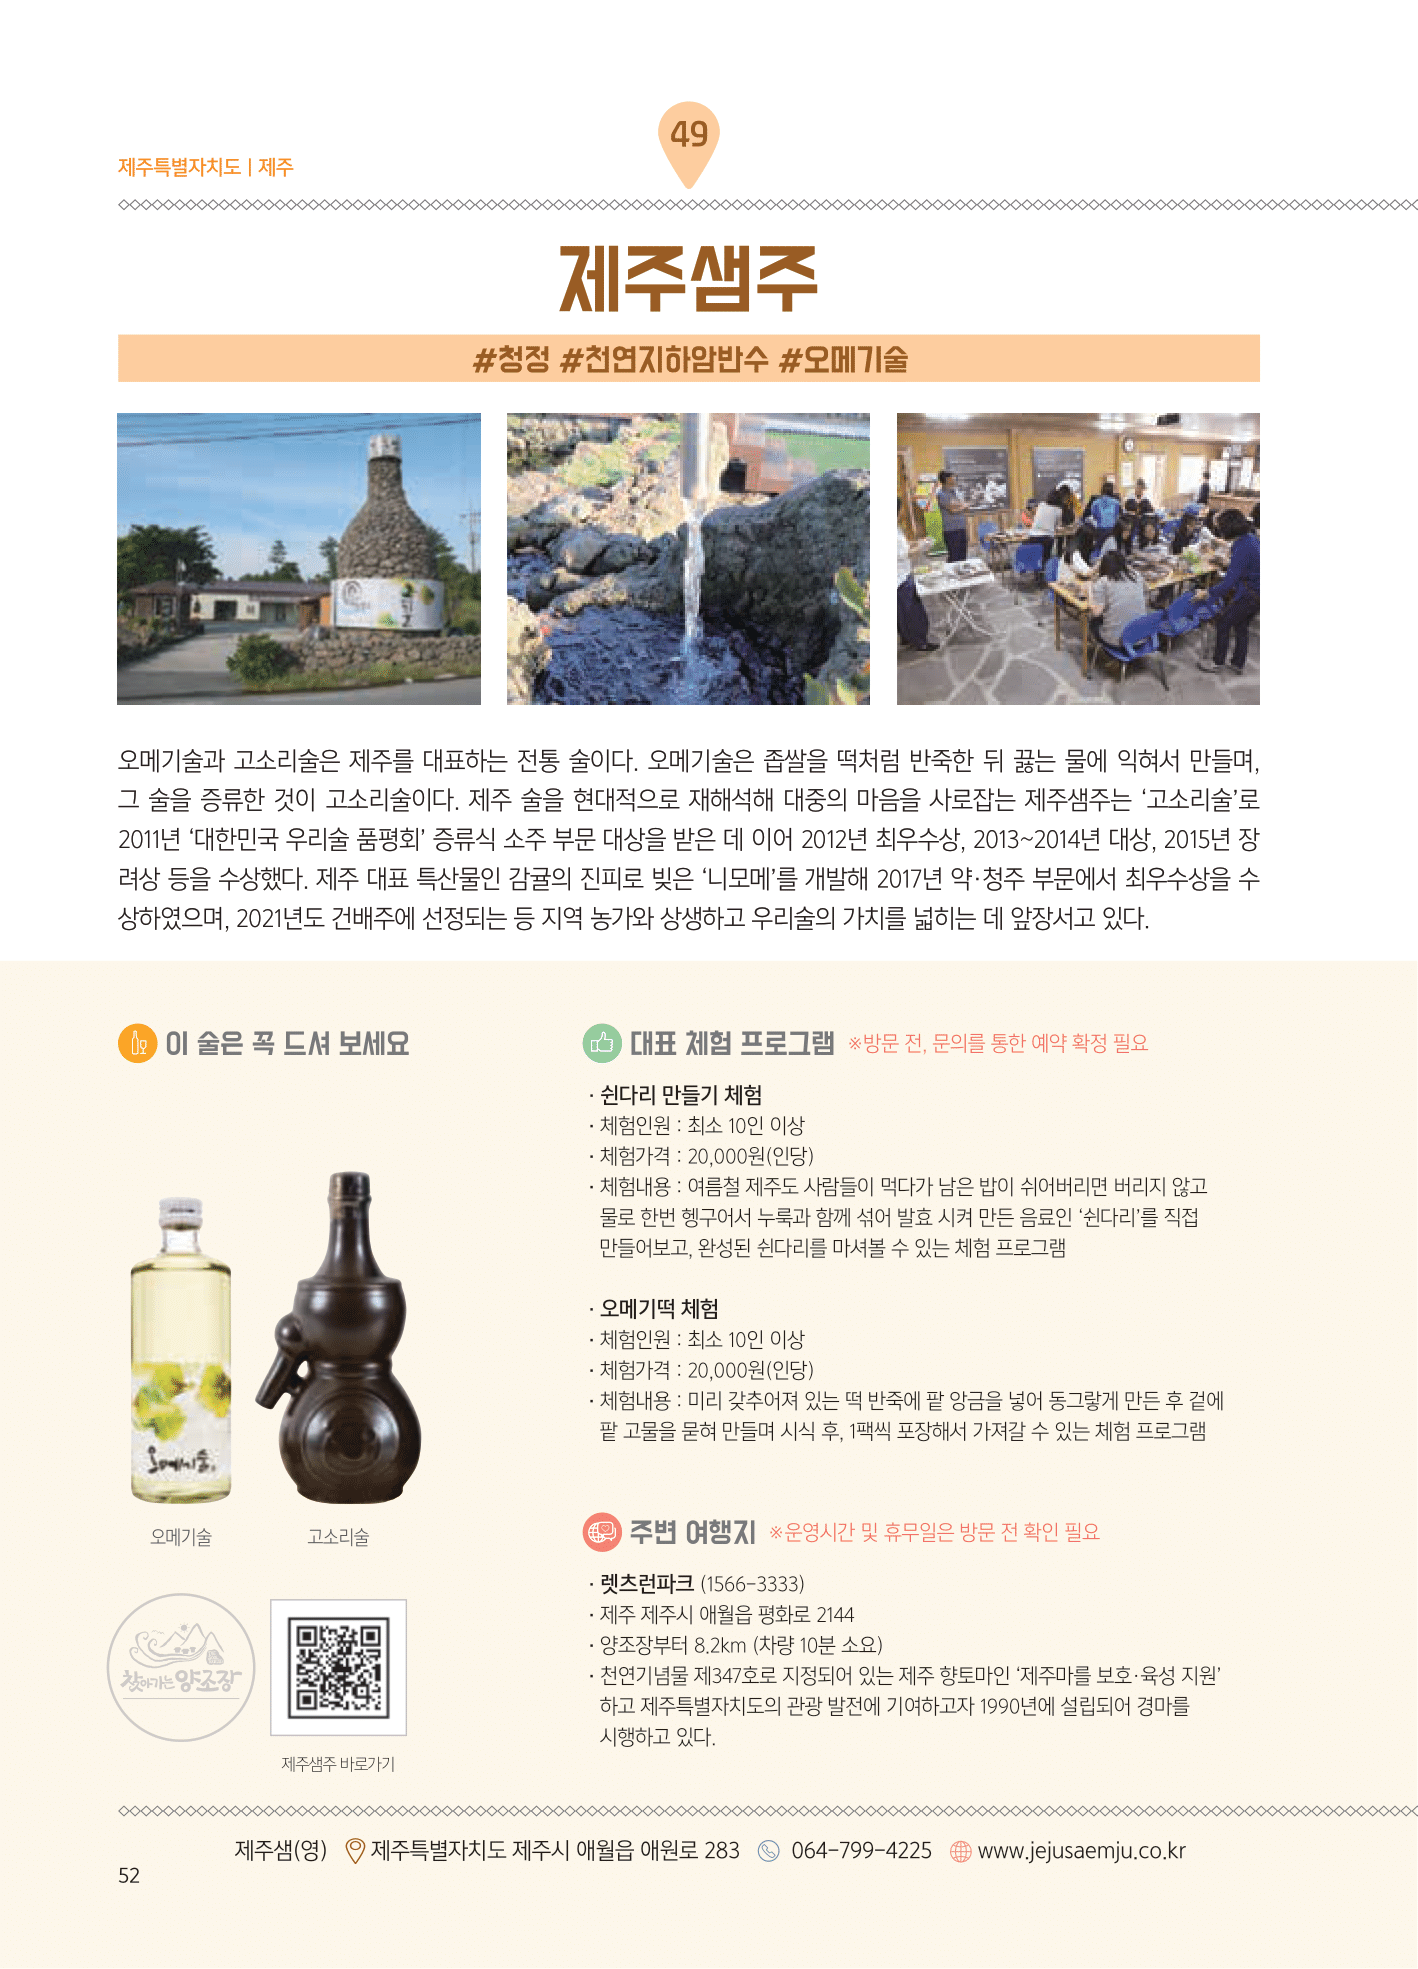 49
제주특별자치도 | 제주
제주샘주
#청정 #천연지하암반수 #오메기술
오메기술과 고소리술은 제주를 대표하는 전통 술이다. 오메기술은 좁쌀을 떡처럼 반죽한 뒤 끓는 물에 익혀서 만들며,
그 술을 증류한 것이 고소리술이다. 제주 술을 현대적으로 재해석해 대중의 마음을 사로잡는 제주샘주는 ‘고소리술’로
2011년 ‘대한민국 우리술 품평회’ 증류식 소주 부문 대상을 받은 데 이어 2012년 최우수상, 2013~2014년 대상, 2015년 장
려상 등을 수상했다. 제주 대표 특산물인 감귤의 진피로 빚은 ‘니모메’를 개발해 2017년 약·청주 부문에서 최우수상을 수
상하였으며, 2021년도 건배주에 선정되는 등 지역 농가와 상생하고 우리술의 가치를 넓히는 데 앞장서고 있다.
이 술은 꼭 드셔 보세요
오메기술
오메기술
고소리술
찾아가는 양조장
제주샘주 바로가기
대표 체험 프로그램 ※방문 전, 문의를 통한 예약 확정 필요
· 쉰다리 만들기 체험
· 체험인원 : 최소 10인 이상
· 체험가격 : 20,000원(인당)
· 체험내용 : 여름철 제주도 사람들이 먹다가 남은 밥이 쉬어버리면 버리지 않고
물로 한번 헹구어서 누룩과 함께 섞어 발효 시켜 만든 음료인 ‘쉰다리’를 직접
만들어보고, 완성된 쉰다리를 마셔볼 수 있는 체험 프로그램
· 오메기떡 체험
· 체험인원 : 최소 10인 이상
· 체험가격 : 20,000원(인당)
· 체험내용 : 미리 갖추어져 있는 떡 반죽에 팥 앙금을 넣어 동그랗게 만든 후 겉에
팥 고물을 묻혀 만들며 시식 후, 1팩씩 포장해서 가져갈 수 있는 체험 프로그램
주변 여행지 ※운영시간 및 휴무일은 방문 전 확인 필요
· 렛츠런파크 (1566-3333)
· 제주 제주시 애월읍 평화로 2144
· 양조장부터 8.2km (차량 10분 소요)
· 천연기념물 제347호로 지정되어 있는 제주 향토마인 ‘제주마를 보호·육성 지원’
하고 제주특별자치도의 관광 발전에 기여하고자 1990년에 설립되어 경마를
시행하고 있다.
제주샘(영) 제주특별자치도 제주시 애월읍 애원로 283 064-799-4225 www.jejusaemju.co.kr
52